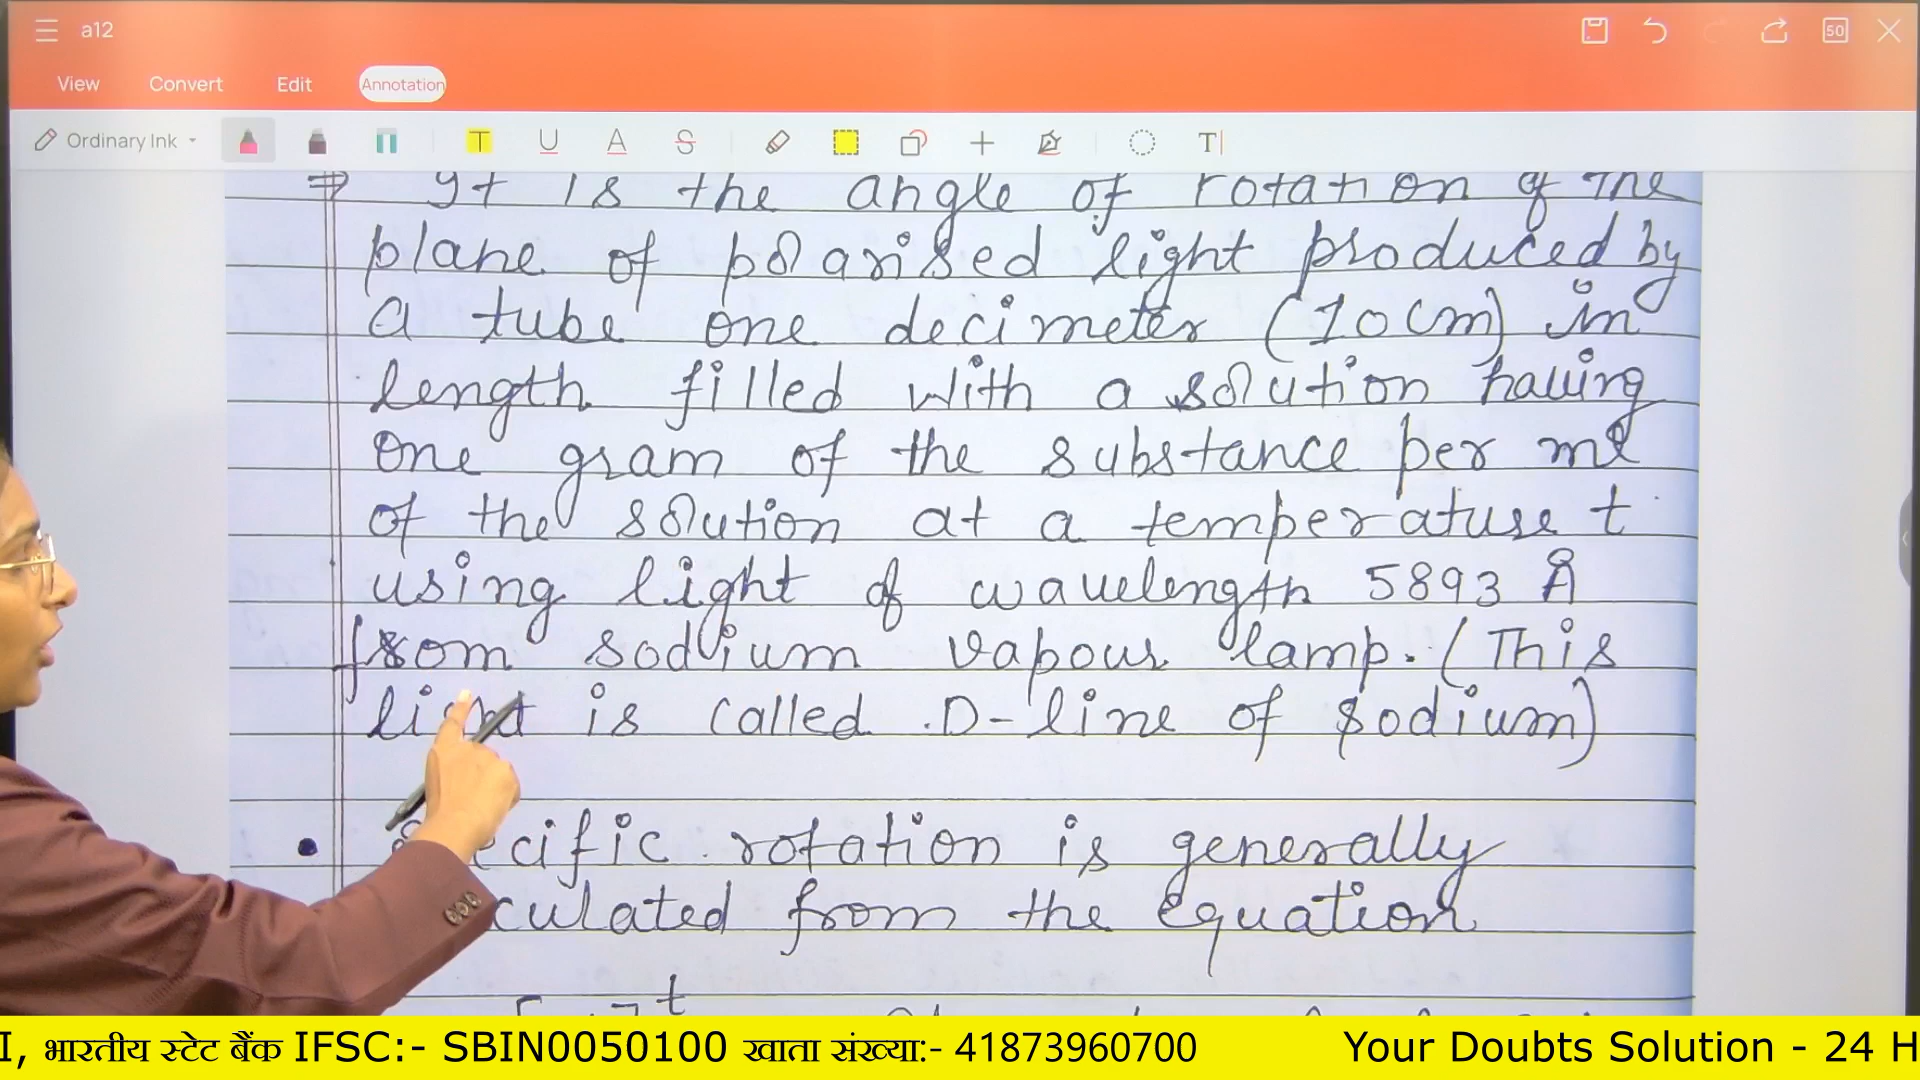 a12
50
View Convert Edit Annotation
Ordinary Ink T U A S T
⇒ It is the angle of rotation of the
plane of polarised light produced by
a tube one decimeter (10cm) in
length filled with a solution having
one gram of the substance per ml
of the solution at a temperature t
using light of wavelength 5893 Å
from sodium vapour lamp. (This
light is called D-line of sodium)
• cific rotation is generally
culated from the equation
t
I, भारतीय स्टेट बैंक IFSC:- SBIN0050100 खाता संख्या:- 41873960700 Your Doubts Solution - 24 H